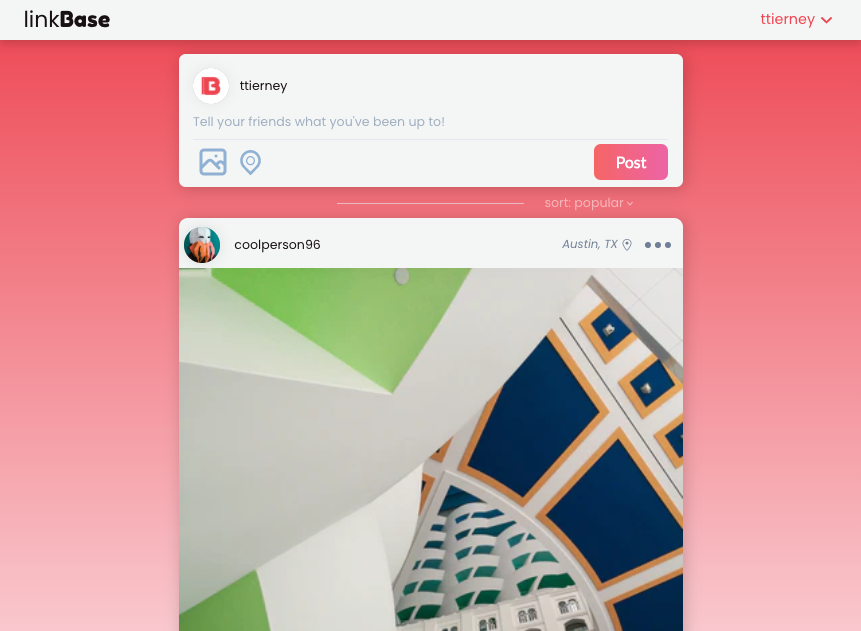 linkBase
ttierney
ttierney
Tell your friends what you've been up to!
Post
sort: popular
coolperson96
Austin, TX